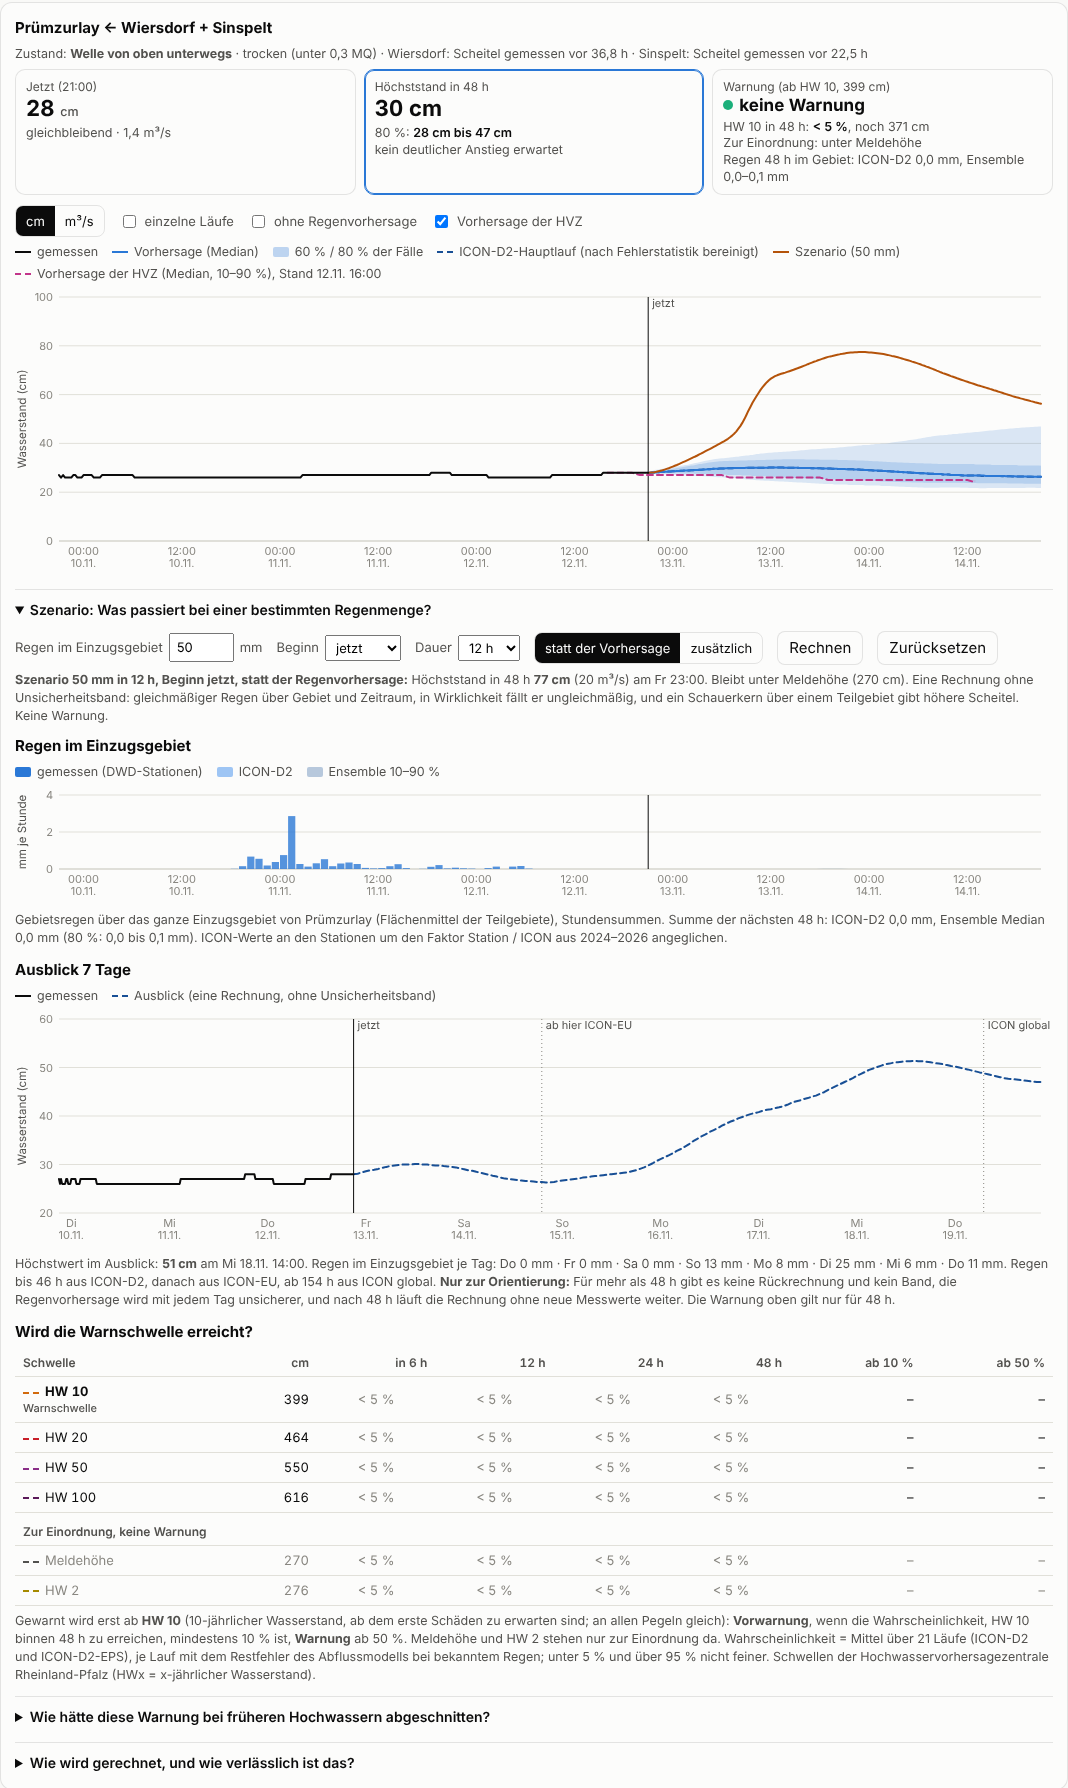 Prümzurlay ← Wiersdorf + Sinspelt
Zustand: Welle von oben unterwegs · trocken (unter 0,3 MQ) · Wiersdorf: Scheitel gemessen vor 36,8 h · Sinspelt: Scheitel gemessen vor 22,5 h
Jetzt (21:00)
28 cm
gleichbleibend · 1,4 m³/s
Höchststand in 48 h
30 cm
80 %: 28 cm bis 47 cm
kein deutlicher Anstieg erwartet
Warnung (ab HW 10, 399 cm)
keine Warnung
HW 10 in 48 h: < 5 %, noch 371 cm
Zur Einordnung: unter Meldehöhe
Regen 48 h im Gebiet: ICON-D2 0,0 mm, Ensemble
0,0–0,1 mm
cm m³/s einzelne Läufe ohne Regenvorhersage Vorhersage der HVZ
gemessen Vorhersage (Median) 60 % / 80 % der Fälle ICON-D2-Hauptlauf (nach Fehlerstatistik bereinigt) Szenario (50 mm)
Vorhersage der HVZ (Median, 10–90 %), Stand 12.11. 16:00
Wasserstand (cm)
100
80
60
40
20
0
jetzt
00:00 12:00 00:00 12:00 00:00 12:00 00:00 12:00 00:00 12:00
10.11. 10.11. 11.11. 11.11. 12.11. 12.11. 13.11. 13.11. 14.11. 14.11.
▼ Szenario: Was passiert bei einer bestimmten Regenmenge?
Regen im Einzugsgebiet 50 mm Beginn jetzt Dauer 12 h statt der Vorhersage zusätzlich Rechnen Zurücksetzen
Szenario 50 mm in 12 h, Beginn jetzt, statt der Regenvorhersage: Höchststand in 48 h 77 cm (20 m³/s) am Fr 23:00. Bleibt unter Meldehöhe (270 cm). Eine Rechnung ohne
Unsicherheitsband: gleichmäßiger Regen über Gebiet und Zeitraum, in Wirklichkeit fällt er ungleichmäßig, und ein Schauerkern über einem Teilgebiet gibt höhere Scheitel.
Keine Warnung.
Regen im Einzugsgebiet
gemessen (DWD-Stationen) ICON-D2 Ensemble 10–90 %
mm je Stunde
4
2
0
00:00 12:00 00:00 12:00 00:00 12:00 00:00 12:00 00:00 12:00
10.11. 10.11. 11.11. 11.11. 12.11. 12.11. 13.11. 13.11. 14.11. 14.11.
Gebietsregen über das ganze Einzugsgebiet von Prümzurlay (Flächenmittel der Teilgebiete), Stundensummen. Summe der nächsten 48 h: ICON-D2 0,0 mm, Ensemble Median
0,0 mm (80 %: 0,0 bis 0,1 mm). ICON-Werte an den Stationen um den Faktor Station / ICON aus 2024–2026 angeglichen.
Ausblick 7 Tage
gemessen Ausblick (eine Rechnung, ohne Unsicherheitsband)
Wasserstand (cm)
60
50
40
30
20
jetzt ab hier ICON-EU ICON global
Di Mi Do Fr Sa So Mo Di Mi Do
10.11. 11.11. 12.11. 13.11. 14.11. 15.11. 16.11. 17.11. 18.11. 19.11.
Höchstwert im Ausblick: 51 cm am Mi 18.11. 14:00. Regen im Einzugsgebiet je Tag: Do 0 mm · Fr 0 mm · Sa 0 mm · So 13 mm · Mo 8 mm · Di 25 mm · Mi 6 mm · Do 11 mm. Regen
bis 46 h aus ICON-D2, danach aus ICON-EU, ab 154 h aus ICON global. Nur zur Orientierung: Für mehr als 48 h gibt es keine Rückrechnung und kein Band, die
Regenvorhersage wird mit jedem Tag unsicherer, und nach 48 h läuft die Rechnung ohne neue Messwerte weiter. Die Warnung oben gilt nur für 48 h.
Wird die Warnschwelle erreicht?
Schwelle cm in 6 h 12 h 24 h 48 h ab 10 % ab 50 %
HW 10 399 < 5 % < 5 % < 5 % < 5 % – –
Warnschwelle
HW 20 464 < 5 % < 5 % < 5 % < 5 % – –
HW 50 550 < 5 % < 5 % < 5 % < 5 % – –
HW 100 616 < 5 % < 5 % < 5 % < 5 % – –
Zur Einordnung, keine Warnung
Meldehöhe 270 < 5 % < 5 % < 5 % < 5 % – –
HW 2 276 < 5 % < 5 % < 5 % < 5 % – –
Gewarnt wird erst ab HW 10 (10-jährlicher Wasserstand, ab dem erste Schäden zu erwarten sind; an allen Pegeln gleich): Vorwarnung, wenn die Wahrscheinlichkeit, HW 10
binnen 48 h zu erreichen, mindestens 10 % ist, Warnung ab 50 %. Meldehöhe und HW 2 stehen nur zur Einordnung da. Wahrscheinlichkeit = Mittel über 21 Läufe (ICON-D2
und ICON-D2-EPS), je Lauf mit dem Restfehler des Abflussmodells bei bekanntem Regen; unter 5 % und über 95 % nicht feiner. Schwellen der Hochwasservorhersagezentrale
Rheinland-Pfalz (HWx = x-jährlicher Wasserstand).
▶ Wie hätte diese Warnung bei früheren Hochwassern abgeschnitten?
▶ Wie wird gerechnet, und wie verlässlich ist das?